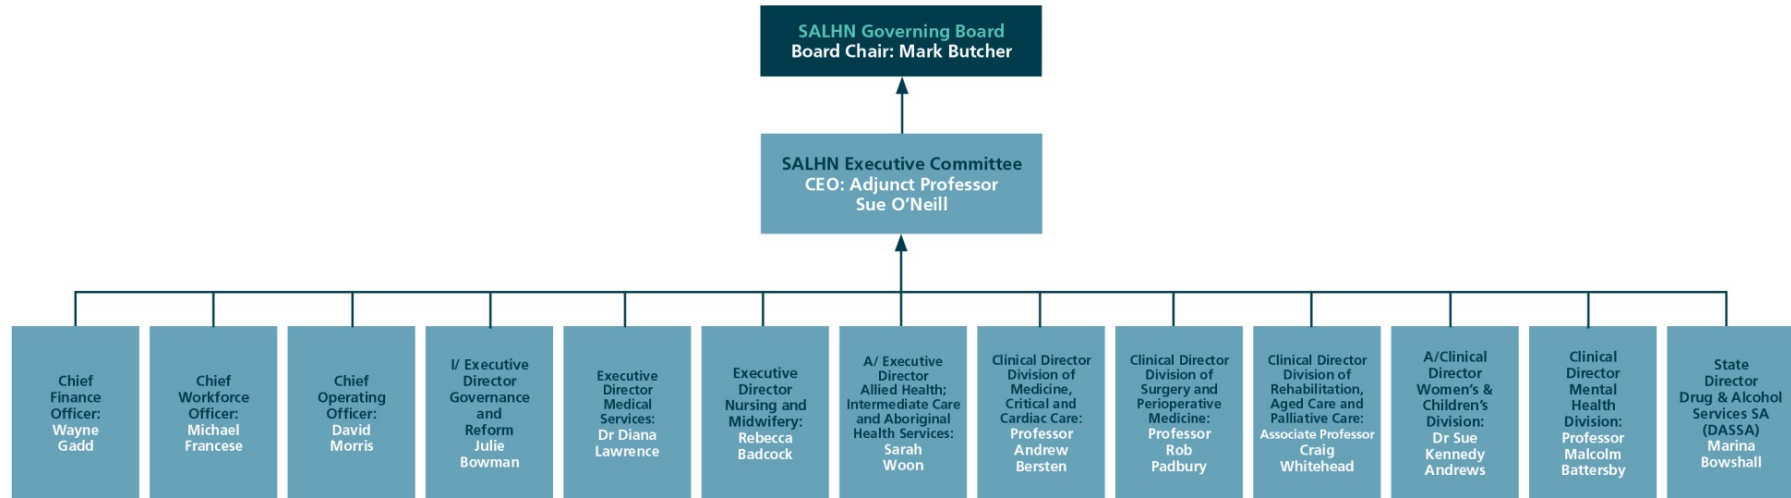 SALHN Governing Board
Board Chair: Mark Butcher
SALHN Executive Committee
CEO: Adjunct Professor
Sue O’Neill
Chief
Finance
Officer:
Wayne
Gadd
Chief
Workforce
Officer:
Michael
Francese
Chief
Operating
Officer:
David
Morris
I/ Executive
Director
Governance
and
Reform
Julie
Bowman
Executive
Director
Medical
Services:
Dr Diana
Lawrence
Executive
Director
Nursing and
Midwifery:
Rebecca
Badcock
A/ Executive
Director
Allied Health;
Intermediate Care
and Aboriginal
Health Services:
Sarah
Woon
Clinical Director
Division of
Medicine,
Critical and
Cardiac Care:
Professor
Andrew
Bersten
Clinical Director
Division of
Surgery and
Perioperative
Medicine:
Professor
Rob
Padbury
Clinical Director
Division of
Rehabilitation,
Aged Care and
Palliative Care:
Associate Professor
Craig
Whitehead
A/Clinical
Director
Women’s &
Children’s
Division:
Dr Sue
Kennedy
Andrews
Clinical
Director
Mental
Health
Division:
Professor
Malcolm
Battersby
State
Director
Drug & Alcohol
Services SA
(DASSA)
Marina
Bowshall